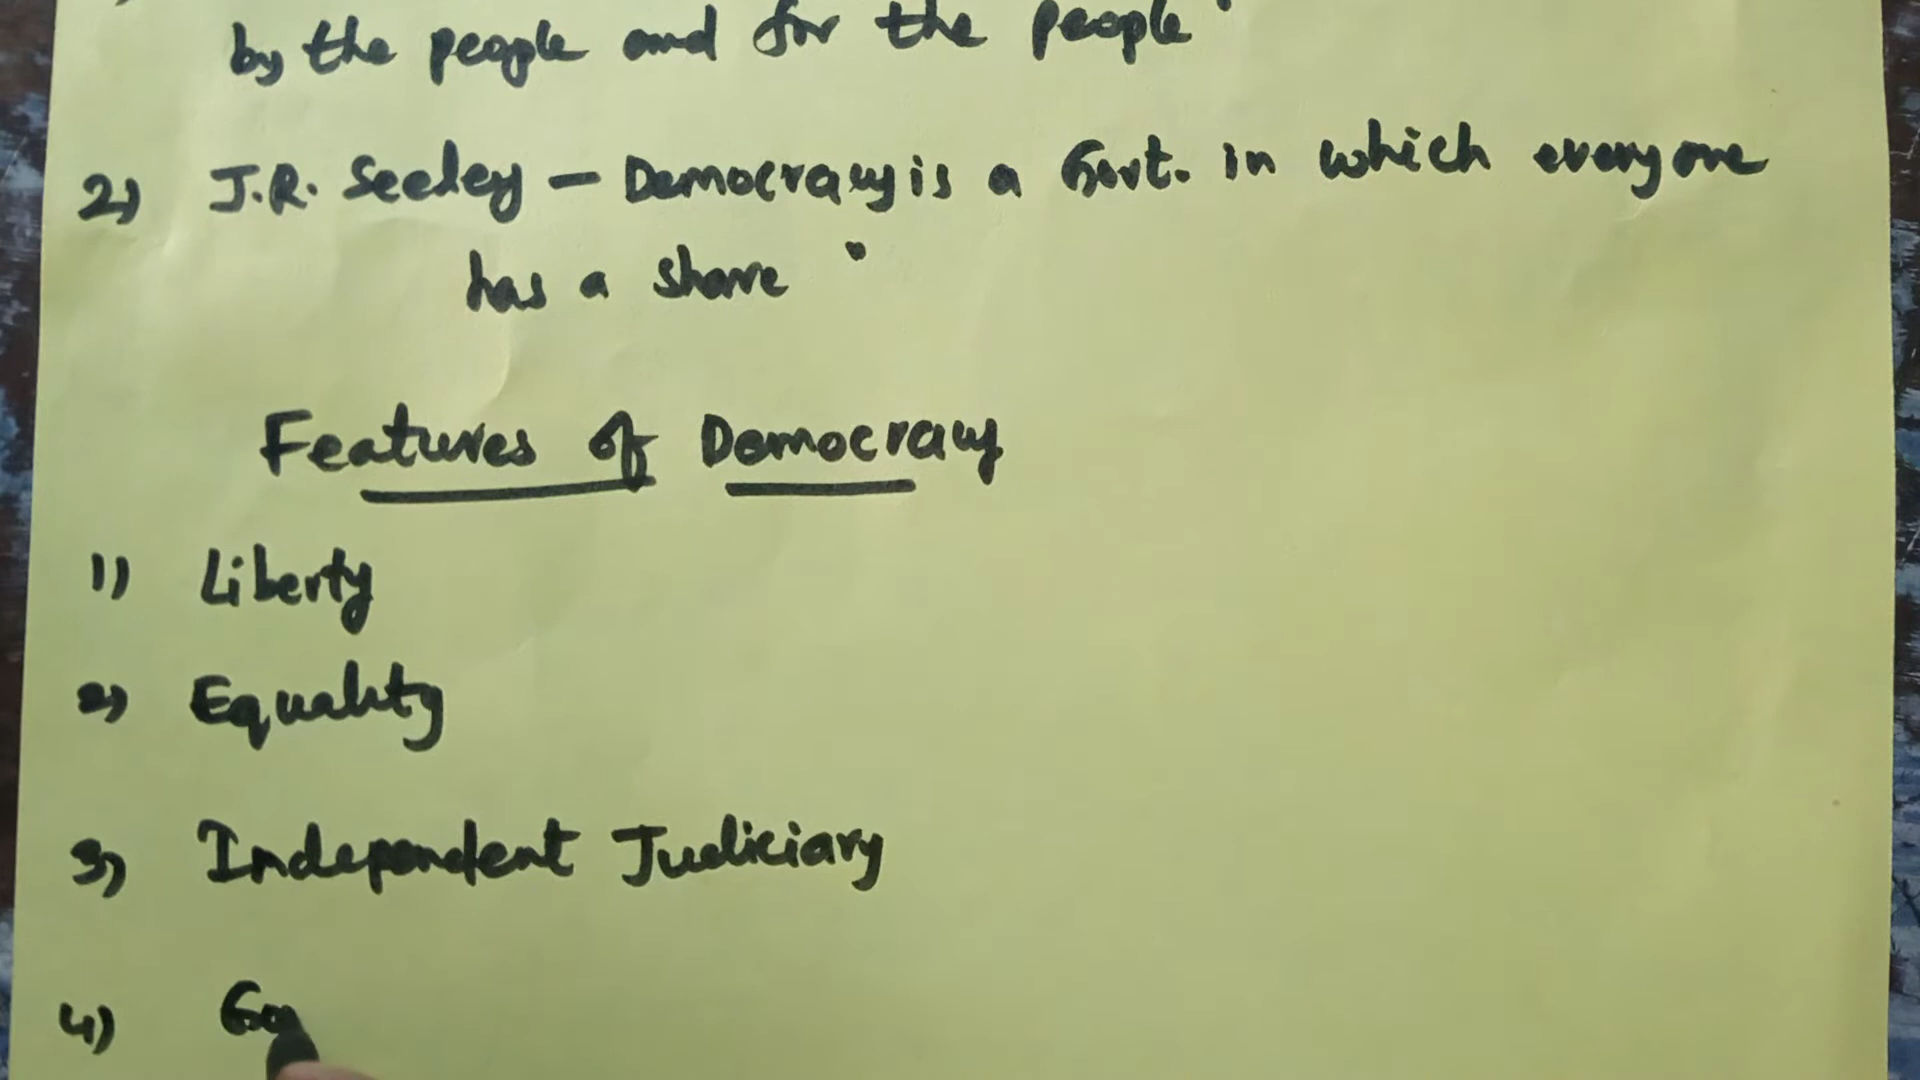 by the people and for the people"
2) J.R. Seeley – Democracy is a Govt. in which everyone
has a share "
Features of Democracy
1) Liberty
2) Equality
3) Independent Judiciary
4)